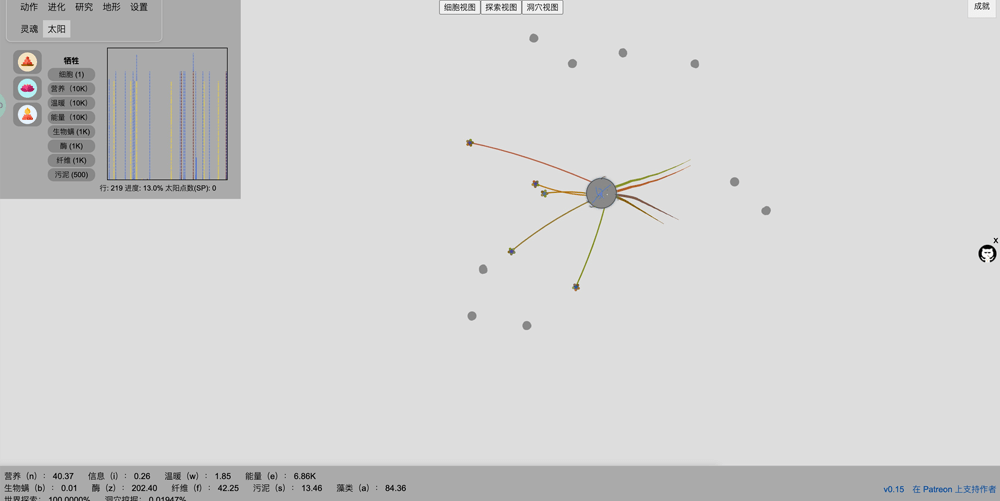 动作 进化 研究 地形 设置
灵魂 太阳
细胞视图 探索视图 洞穴视图
成就
牺牲
细胞 (1)
营养（10K）
温暖（10K）
能量（10K）
生物螨 (1K)
酶 (1K)
纤维 (1K)
污泥 (500)
行: 219 进度: 13.0% 太阳点数(SP): 0
x
营养（n）： 40.37 信息（i）： 0.26 温暖（w）： 1.85 能量（e）： 6.86K
生物螨（b）： 0.01 酶（z）： 202.40 纤维（f）： 42.25 污泥（s）： 13.46 藻类（a）： 84.36
世界探索： 100.0000% 洞穴挖掘： 0.01947%
v0.15 在 Patreon 上支持作者